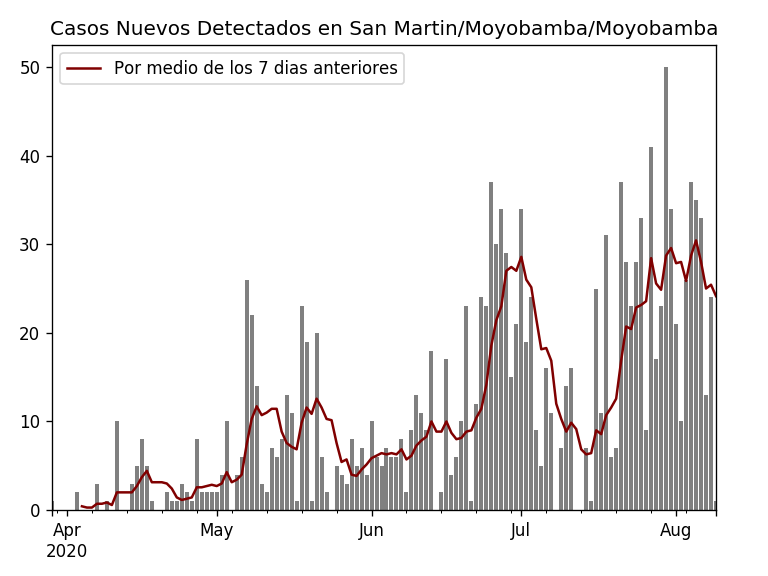 Casos Nuevos Detectados en San Martin/Moyobamba/Moyobamba
Por medio de los 7 dias anteriores
50
40
30
20
10
0
Apr May Jun Jul Aug
2020